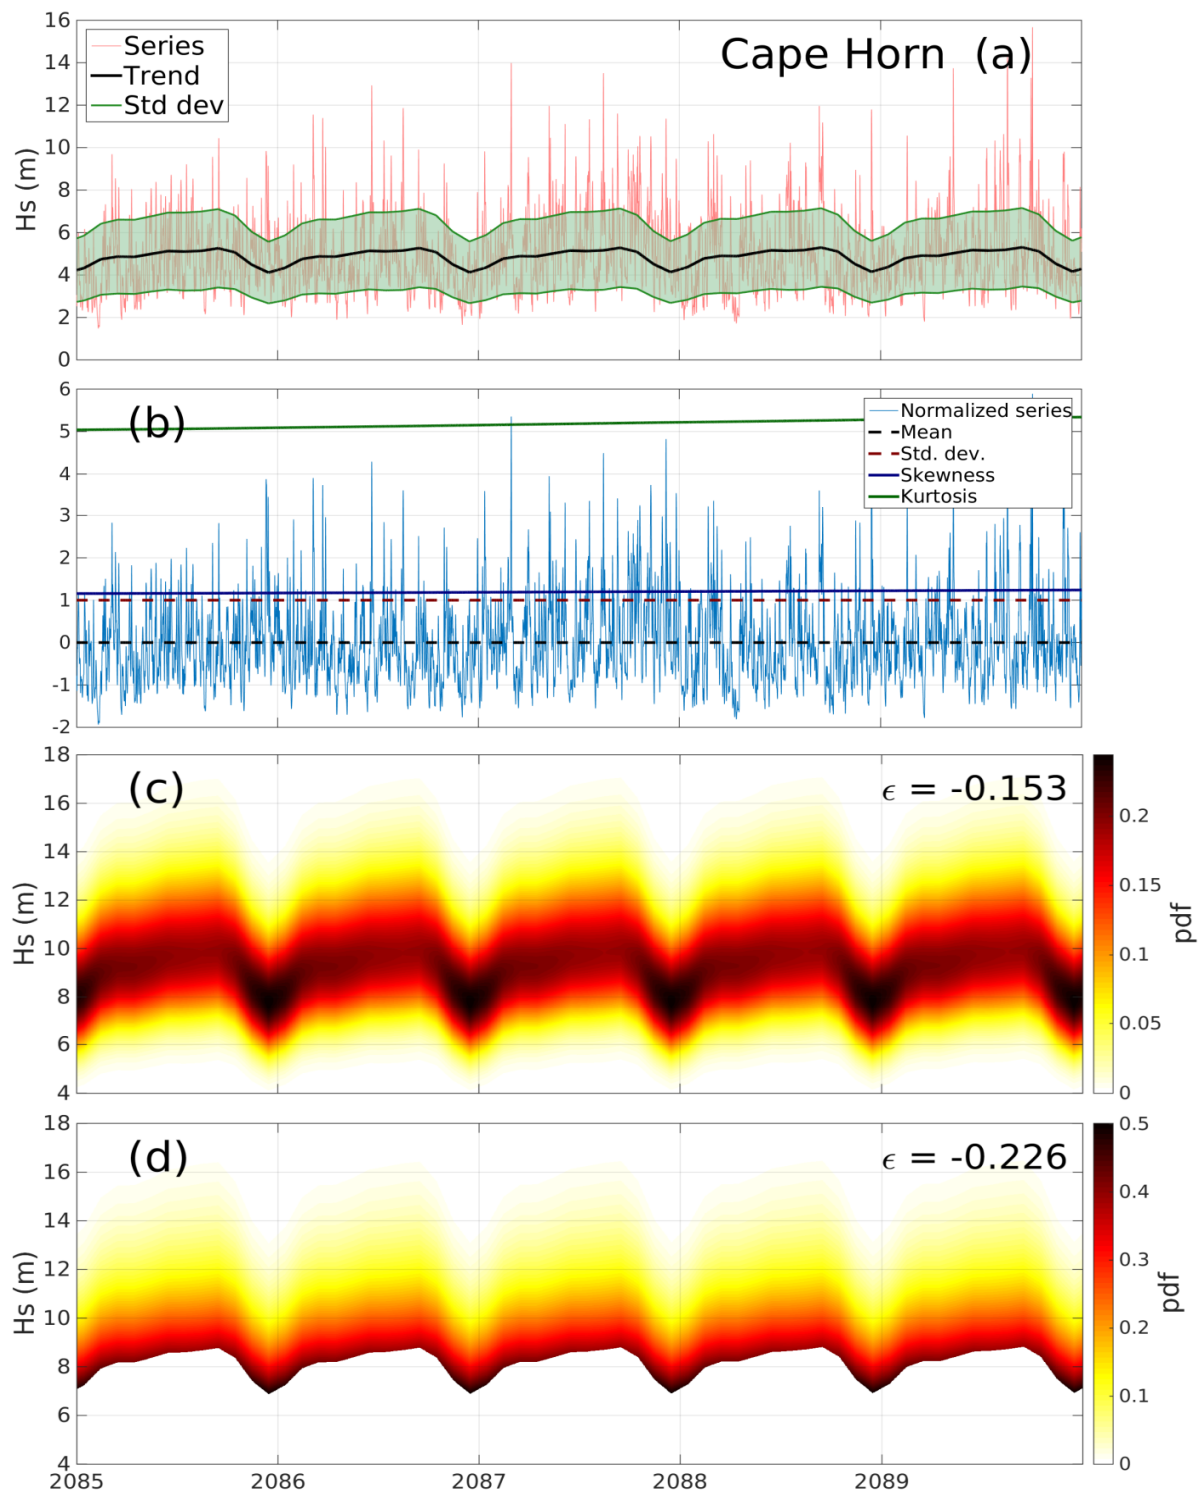 Cape Horn (a)
Series
Trend
Std dev
Hs (m)
16
14
12
10
8
6
4
2
0
(b)
Normalized series
Mean
Std. dev.
Skewness
Kurtosis
6
5
4
3
2
1
0
-1
-2
(c)
ϵ = -0.153
Hs (m)
18
16
14
12
10
8
6
4
0.2
0.15
0.1
0.05
0
pdf
(d)
ϵ = -0.226
Hs (m)
18
16
14
12
10
8
6
4
0.5
0.4
0.3
0.2
0.1
0
pdf
2085 2086 2087 2088 2089